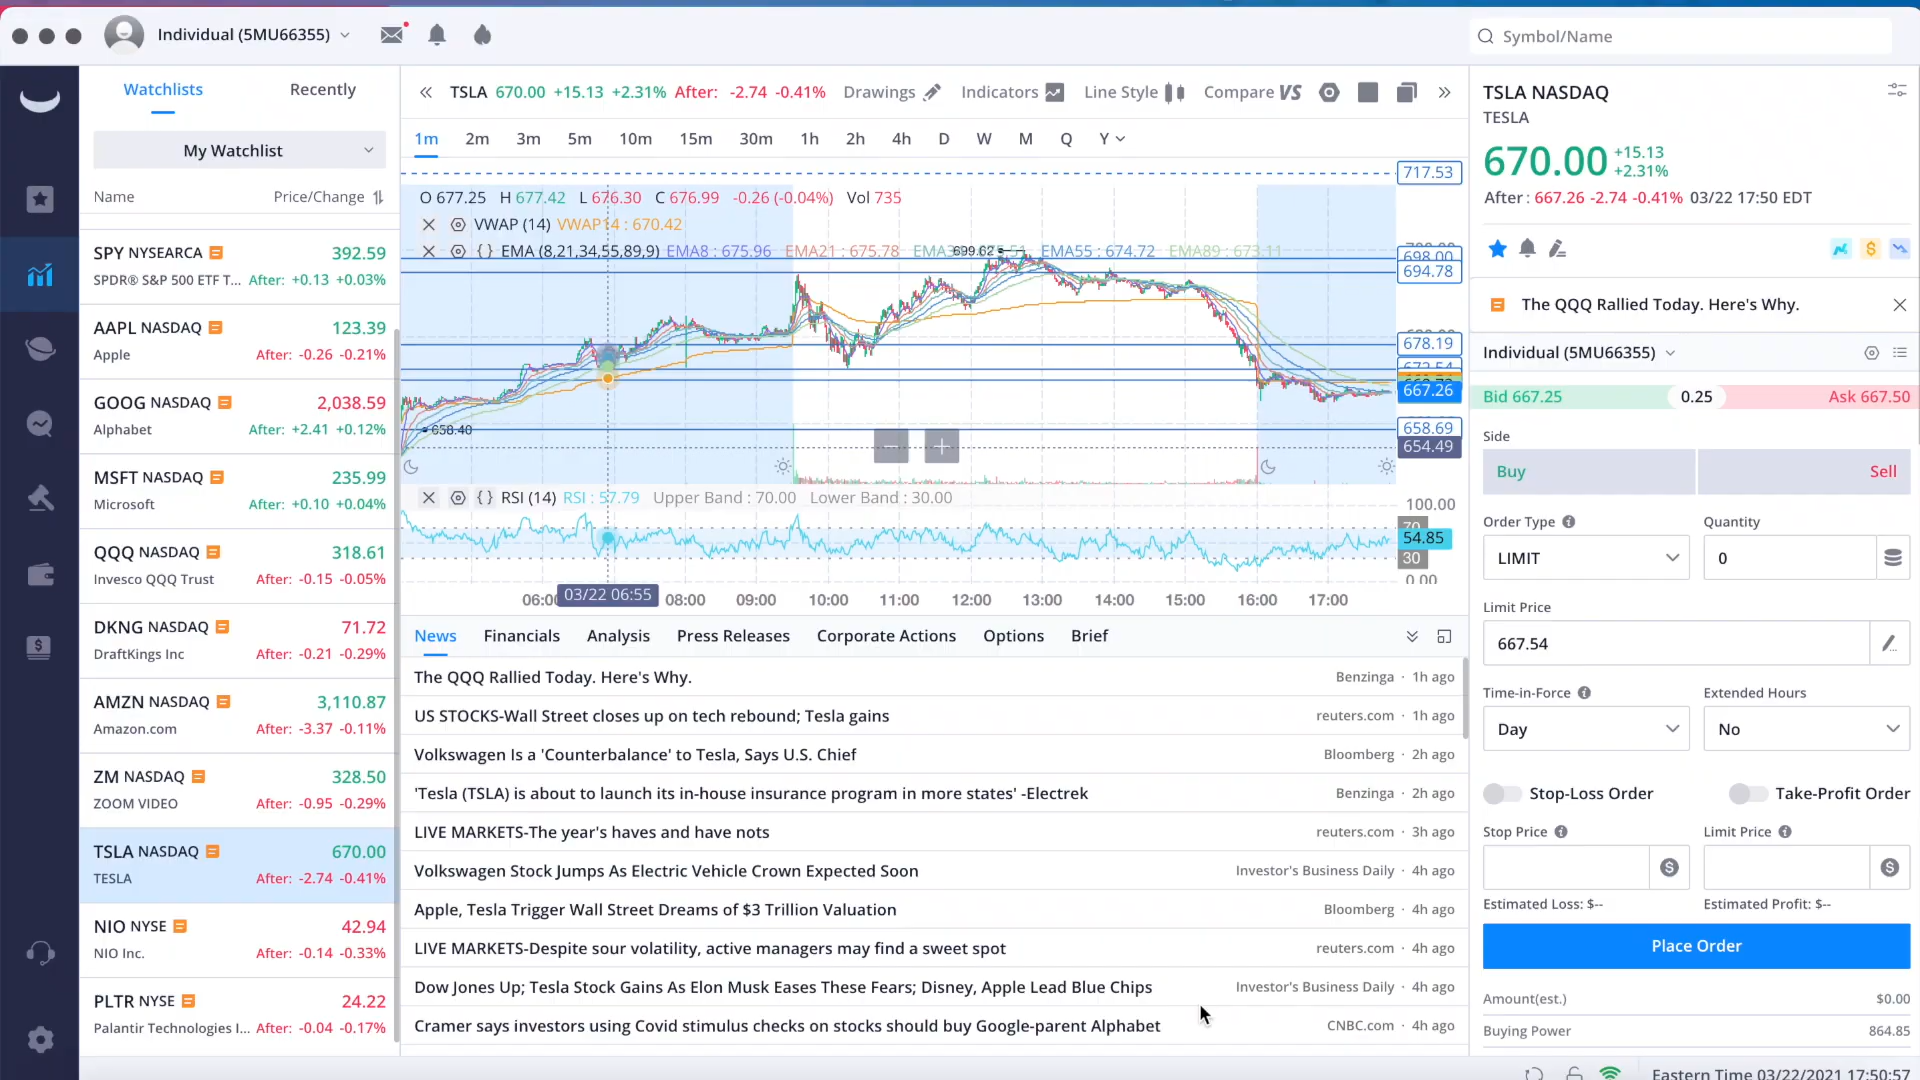 Individual (5MU66355)
Symbol/Name
Watchlists Recently
My Watchlist
Name Price/Change
SPY NYSEARCA 392.59
SPDR® S&P 500 ETF T... After: +0.13 +0.03%
AAPL NASDAQ 123.39
Apple After: -0.26 -0.21%
GOOG NASDAQ 2,038.59
Alphabet After: +2.41 +0.12%
MSFT NASDAQ 235.99
Microsoft After: +0.10 +0.04%
QQQ NASDAQ 318.61
Invesco QQQ Trust After: -0.15 -0.05%
DKNG NASDAQ 71.72
DraftKings Inc After: -0.21 -0.29%
AMZN NASDAQ 3,110.87
Amazon.com After: -3.37 -0.11%
ZM NASDAQ 328.50
ZOOM VIDEO After: -0.95 -0.29%
TSLA NASDAQ 670.00
TESLA After: -2.74 -0.41%
NIO NYSE 42.94
NIO Inc. After: -0.14 -0.33%
PLTR NYSE 24.22
Palantir Technologies I... After: -0.04 -0.17%
TSLA 670.00 +15.13 +2.31% After: -2.74 -0.41% Drawings Indicators Line Style Compare VS
1m 2m 3m 5m 10m 15m 30m 1h 2h 4h D W M Q Y
717.53
O 677.25 H 677.42 L 676.30 C 676.99 -0.26 (-0.04%) Vol 735
VWAP (14) VWAP14 : 670.42
{ } EMA (8,21,34,55,89,9) EMA8 : 675.96 EMA21 : 675.78 EMA55 : 674.72 EMA89 : 673.11
699.62
698.00
694.78
678.19
667.26
658.40
658.69
654.49
{ } RSI (14) RSI : 57.79 Upper Band : 70.00 Lower Band : 30.00
100.00
70
54.85
30
0.00
06:00 03/22 06:55 08:00 09:00 10:00 11:00 12:00 13:00 14:00 15:00 16:00 17:00
News Financials Analysis Press Releases Corporate Actions Options Brief
The QQQ Rallied Today. Here's Why. Benzinga · 1h ago
US STOCKS-Wall Street closes up on tech rebound; Tesla gains reuters.com · 1h ago
Volkswagen Is a 'Counterbalance' to Tesla, Says U.S. Chief Bloomberg · 2h ago
'Tesla (TSLA) is about to launch its in-house insurance program in more states' -Electrek Benzinga · 2h ago
LIVE MARKETS-The year's haves and have nots reuters.com · 3h ago
Volkswagen Stock Jumps As Electric Vehicle Crown Expected Soon Investor's Business Daily · 4h ago
Apple, Tesla Trigger Wall Street Dreams of $3 Trillion Valuation Bloomberg · 4h ago
LIVE MARKETS-Despite sour volatility, active managers may find a sweet spot reuters.com · 4h ago
Dow Jones Up; Tesla Stock Gains As Elon Musk Eases These Fears; Disney, Apple Lead Blue Chips Investor's Business Daily · 4h ago
Cramer says investors using Covid stimulus checks on stocks should buy Google-parent Alphabet CNBC.com · 4h ago
TSLA NASDAQ
TESLA
670.00 +15.13
+2.31%
After : 667.26 -2.74 -0.41% 03/22 17:50 EDT
The QQQ Rallied Today. Here's Why.
Individual (5MU66355)
Bid 667.25 0.25 Ask 667.50
Side
Buy Sell
Order Type Quantity
LIMIT 0
Limit Price
667.54
Time-in-Force Extended Hours
Day No
Stop-Loss Order Take-Profit Order
Stop Price Limit Price
Estimated Loss: $-- Estimated Profit: $--
Place Order
Amount(est.) $0.00
Buying Power 864.85
Eastern Time 03/22/2021 17:50:57